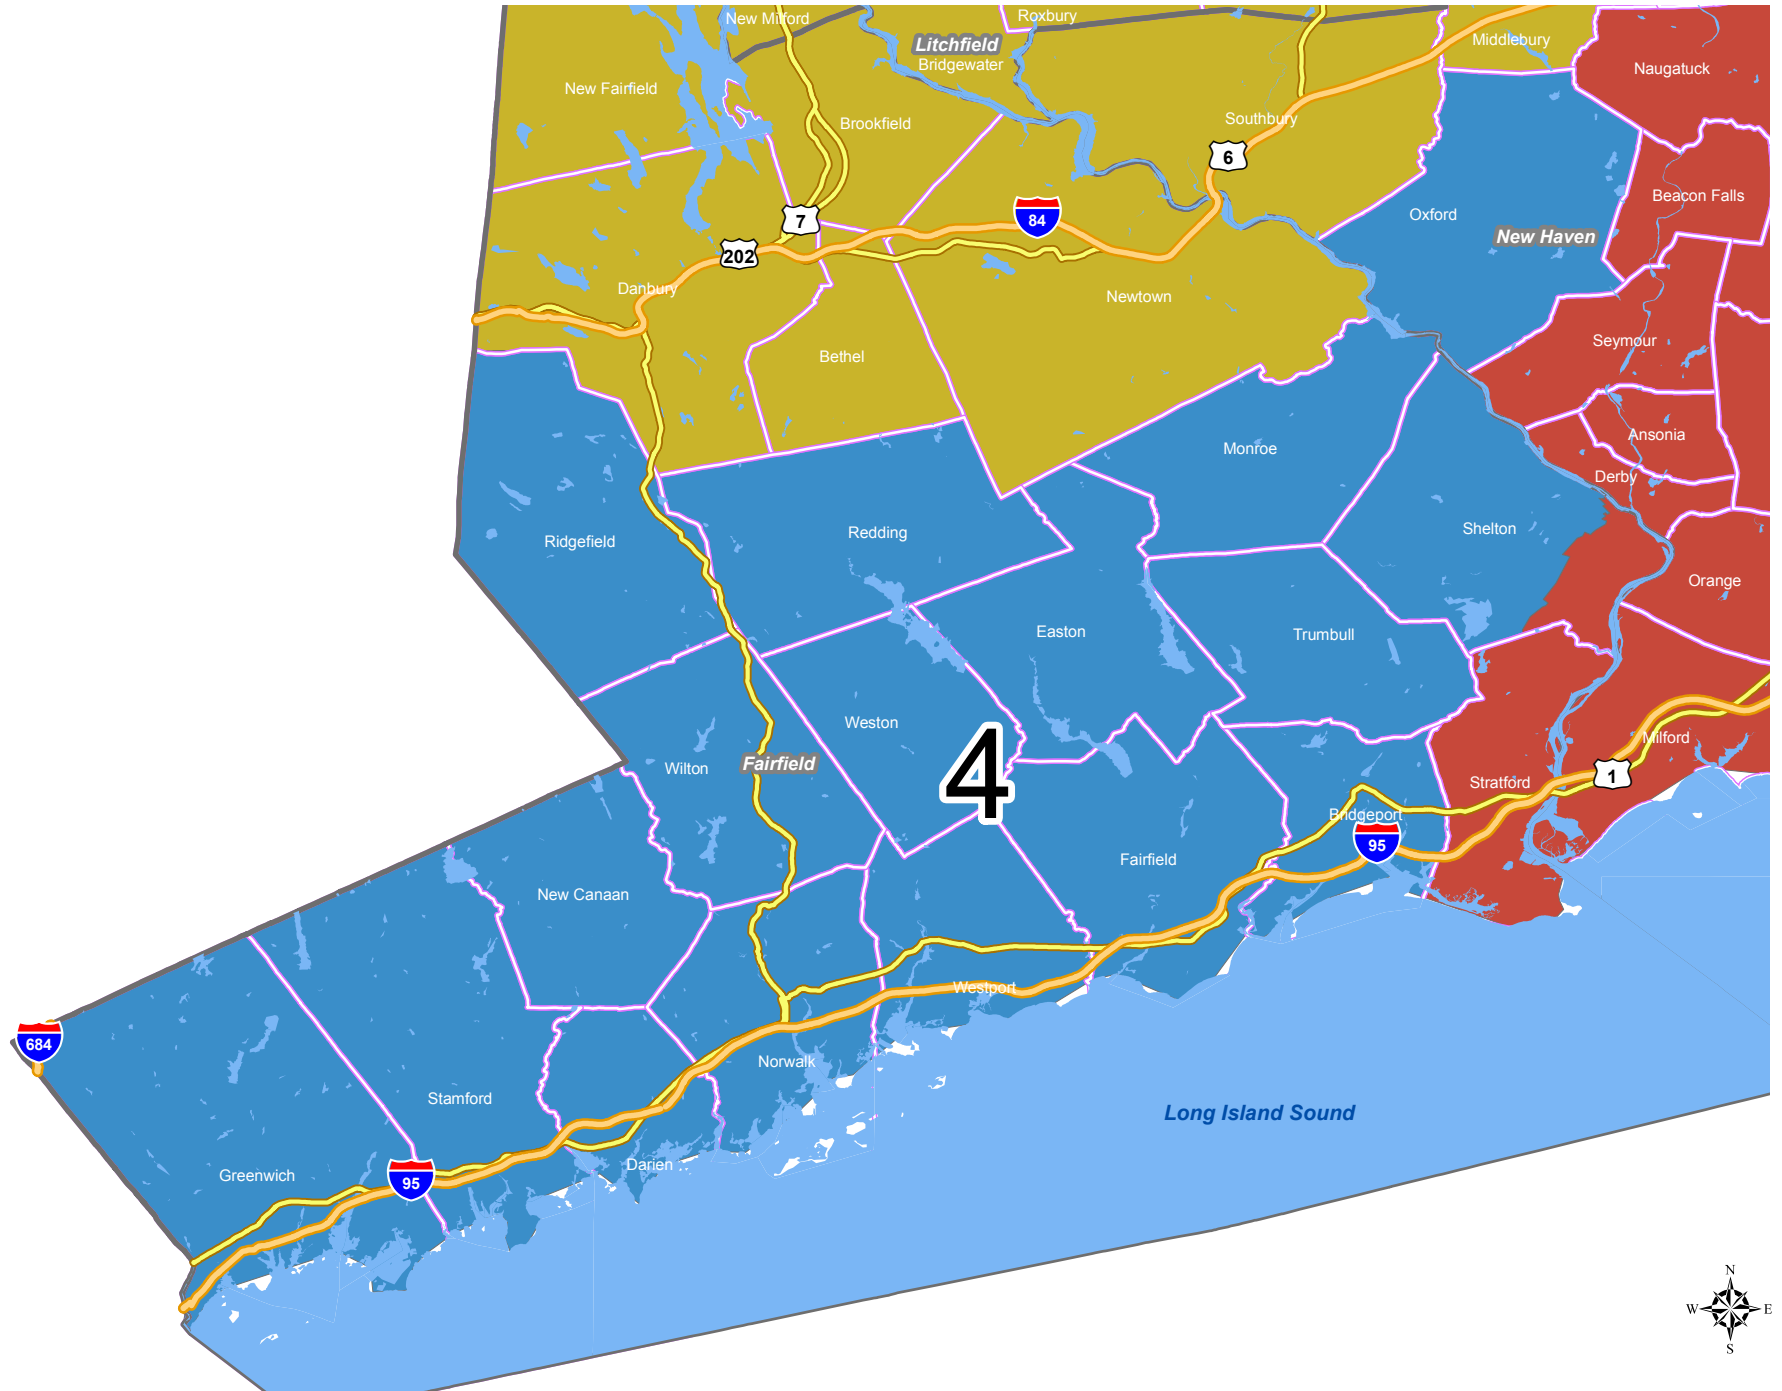 New Milford
Roxbury
Litchfield
Bridgewater
Middlebury
Naugatuck
New Fairfield
Brookfield
Southbury
6
Beacon Falls
7
84
Oxford
New Haven
202
Danbury
Newtown
Bethel
Seymour
Ansonia
Monroe
Derby
Ridgefield
Redding
Shelton
Orange
Easton
Trumbull
Weston
4
Wilton
Fairfield
Milford
1
Stratford
Bridgeport
95
Fairfield
New Canaan
Westport
684
Norwalk
Stamford
Long Island Sound
Darien
Greenwich
95
N
W
E
S